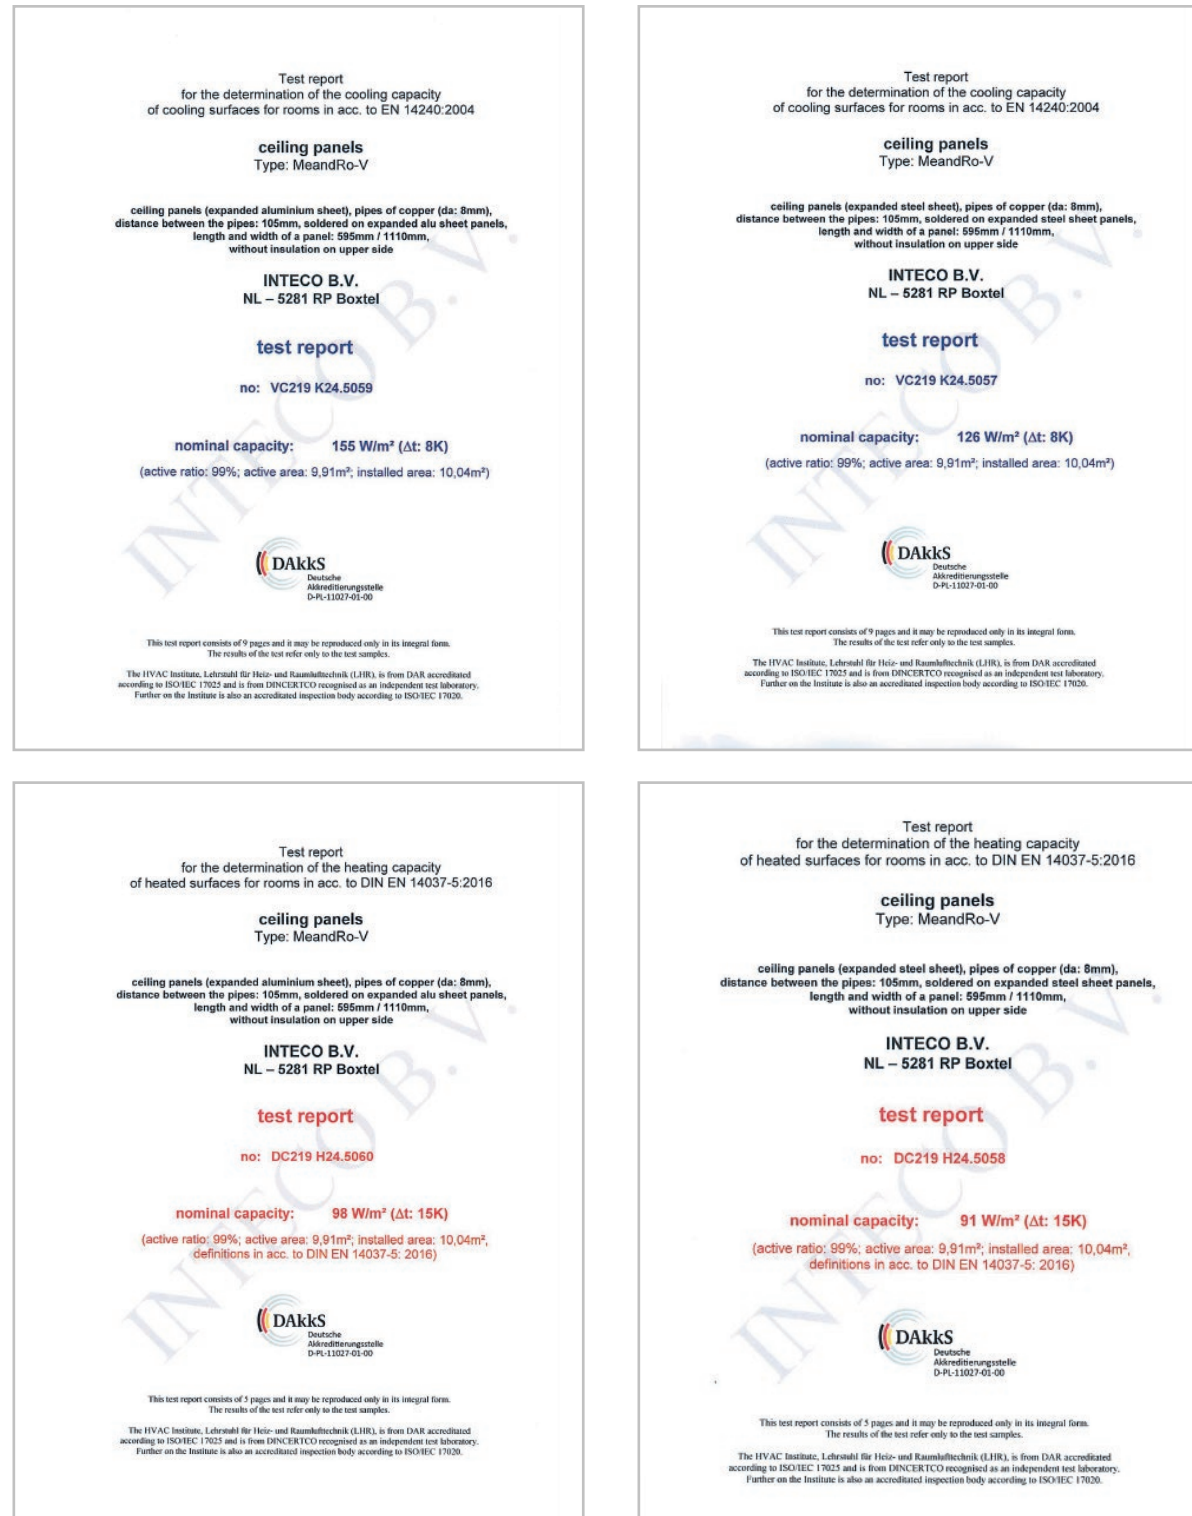 Test report
for the determination of the cooling capacity
of cooling surfaces for rooms in acc. to EN 14240:2004
ceiling panels
Type: MeandRo-V
ceiling panels (expanded aluminium sheet), pipes of copper (da: 8mm),
distance between the pipes: 105mm, soldered on expanded alu sheet panels,
length and width of a panel: 595mm / 1110mm,
without insulation on upper side
INTECO B.V.
NL – 5281 RP Boxtel
test report
no: VC219 K24.5059
nominal capacity: 155 W/m² (Δt: 8K)
(active ratio: 99%; active area: 9,91m²; installed area: 10,04m²)
INTECO B.V.
DAkkS
Deutsche
Akkreditierungsstelle
D-PL-11027-01-00
This test report consists of 9 pages and it may be reproduced only in its integral form.
The results of the test refer only to the test samples.
The HVAC Institute, Lehrstuhl für Heiz- und Raumlufttechnik (LHR), is from DAR accreditated
according to ISO/IEC 17025 and is from DINCERTCO recognised as an independent test laboratory.
Further on the Institute is also an accreditated inspection body according to ISO/IEC 17020.
Test report
for the determination of the cooling capacity
of cooling surfaces for rooms in acc. to EN 14240:2004
ceiling panels
Type: MeandRo-V
ceiling panels (expanded steel sheet), pipes of copper (da: 8mm),
distance between the pipes: 105mm, soldered on expanded steel sheet panels,
length and width of a panel: 595mm / 1110mm,
without insulation on upper side
INTECO B.V.
NL – 5281 RP Boxtel
test report
no: VC219 K24.5057
nominal capacity: 126 W/m² (Δt: 8K)
(active ratio: 99%; active area: 9,91m²; installed area: 10,04m²)
INTECO B.V.
DAkkS
Deutsche
Akkreditierungsstelle
D-PL-11027-01-00
This test report consists of 9 pages and it may be reproduced only in its integral form.
The results of the test refer only to the test samples.
The HVAC Institute, Lehrstuhl für Heiz- und Raumlufttechnik (LHR), is from DAR accreditated
according to ISO/IEC 17025 and is from DINCERTCO recognised as an independent test laboratory.
Further on the Institute is also an accreditated inspection body according to ISO/IEC 17020.
Test report
for the determination of the heating capacity
of heated surfaces for rooms in acc. to DIN EN 14037-5:2016
ceiling panels
Type: MeandRo-V
ceiling panels (expanded aluminium sheet), pipes of copper (da: 8mm),
distance between the pipes: 105mm, soldered on expanded alu sheet panels,
length and width of a panel: 595mm / 1110mm,
without insulation on upper side
INTECO B.V.
NL – 5281 RP Boxtel
test report
no: DC219 H24.5060
nominal capacity: 98 W/m² (Δt: 15K)
(active ratio: 99%; active area: 9,91m²; installed area: 10,04m²,
definitions in acc. to DIN EN 14037-5: 2016)
INTECO B.V.
DAkkS
Deutsche
Akkreditierungsstelle
D-PL-11027-01-00
This test report consists of 5 pages and it may be reproduced only in its integral form.
The results of the test refer only to the test samples.
The HVAC Institute, Lehrstuhl für Heiz- und Raumlufttechnik (LHR), is from DAR accreditated
according to ISO/IEC 17025 and is from DINCERTCO recognised as an independent test laboratory.
Further on the Institute is also an accreditated inspection body according to ISO/IEC 17020.
Test report
for the determination of the heating capacity
of heated surfaces for rooms in acc. to DIN EN 14037-5:2016
ceiling panels
Type: MeandRo-V
ceiling panels (expanded steel sheet), pipes of copper (da: 8mm),
distance between the pipes: 105mm, soldered on expanded steel sheet panels,
length and width of a panel: 595mm / 1110mm,
without insulation on upper side
INTECO B.V.
NL – 5281 RP Boxtel
test report
no: DC219 H24.5058
nominal capacity: 91 W/m² (Δt: 15K)
(active ratio: 99%; active area: 9,91m²; installed area: 10,04m²,
definitions in acc. to DIN EN 14037-5: 2016)
INTECO B.V.
DAkkS
Deutsche
Akkreditierungsstelle
D-PL-11027-01-00
This test report consists of 5 pages and it may be reproduced only in its integral form.
The results of the test refer only to the test samples.
The HVAC Institute, Lehrstuhl für Heiz- und Raumlufttechnik (LHR), is from DAR accreditated
according to ISO/IEC 17025 and is from DINCERTCO recognised as an independent test laboratory.
Further on the Institute is also an accreditated inspection body according to ISO/IEC 17020.